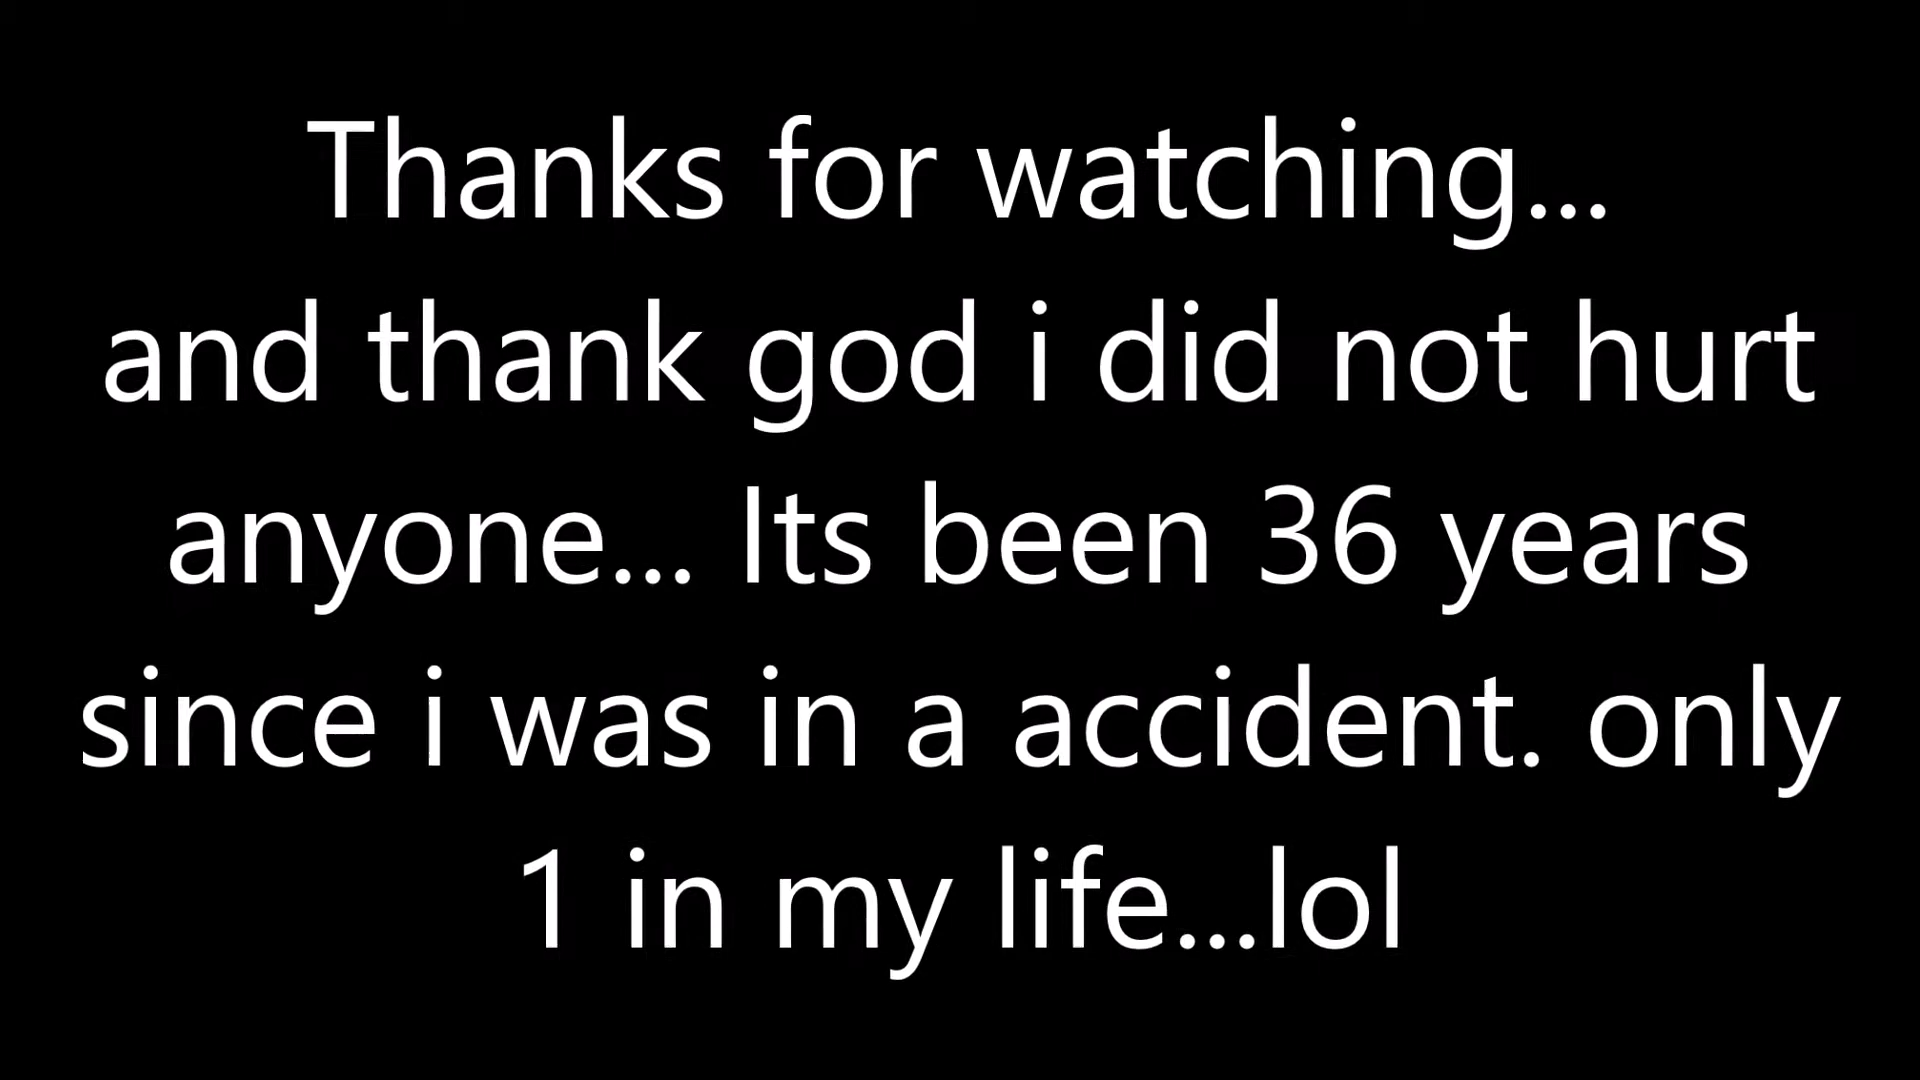 Thanks for watching...
and thank god i did not hurt
anyone... Its been 36 years
since i was in a accident. only
1 in my life...lol